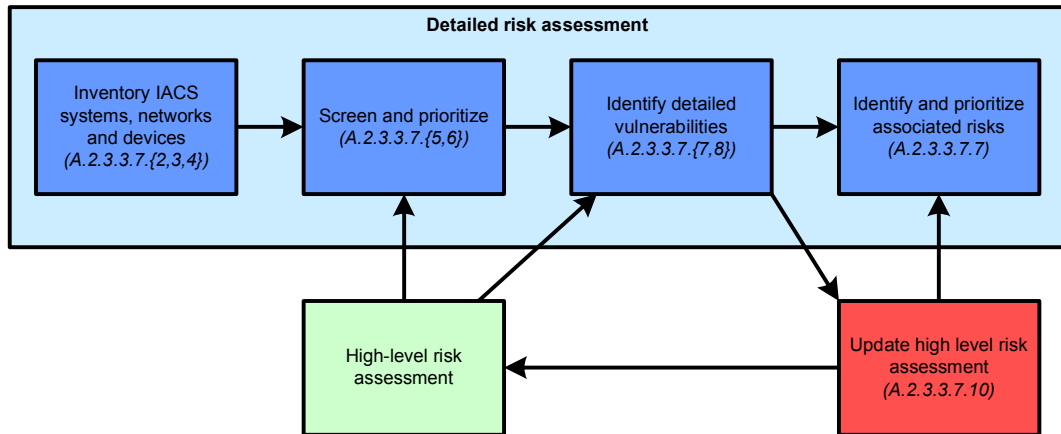 Detailed risk assessment
Inventory IACS
systems, networks
and devices
(A.2.3.3.7.{2,3,4})
Screen and prioritize
(A.2.3.3.7.{5,6})
Identify detailed
vulnerabilities
(A.2.3.3.7.{7,8})
Identify and prioritize
associated risks
(A.2.3.3.7.7)
High-level risk
assessment
Update high level risk
assessment
(A.2.3.3.7.10)